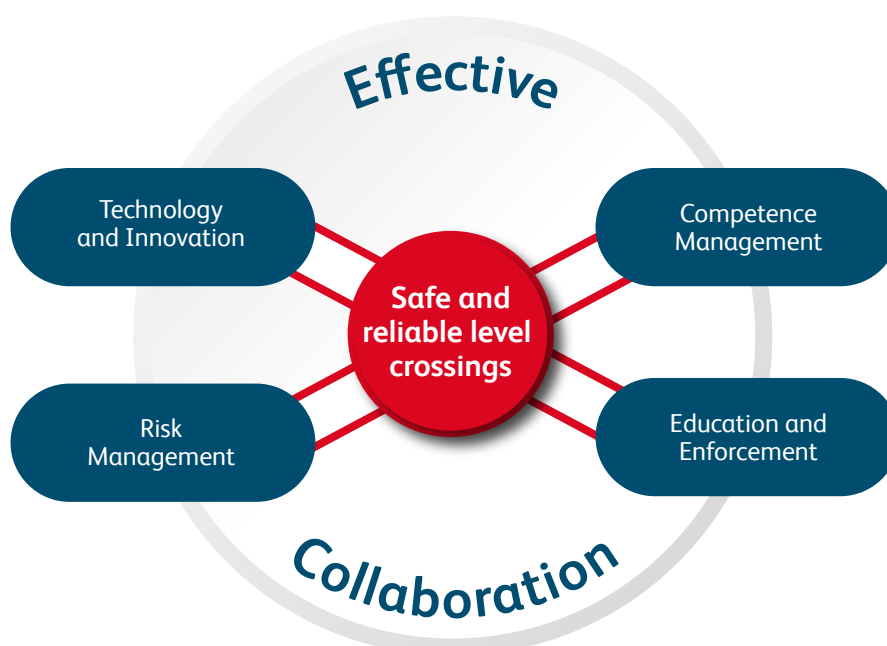 Effective
Technology
and Innovation
Competence
Management
Safe and
reliable level
crossings
Risk
Management
Education and
Enforcement
Collaboration